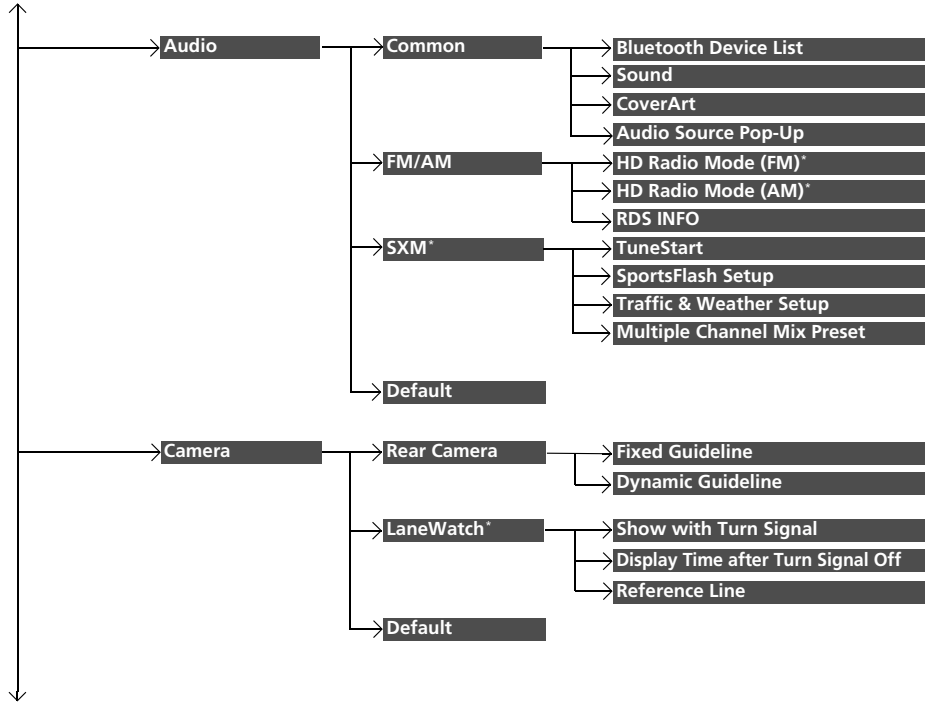 Audio
Common
Bluetooth Device List
Sound
CoverArt
Audio Source Pop-Up
FM/AM
HD Radio Mode (FM)*
HD Radio Mode (AM)*
RDS INFO
SXM*
TuneStart
SportsFlash Setup
Traffic & Weather Setup
Multiple Channel Mix Preset
Default
Camera
Rear Camera
Fixed Guideline
Dynamic Guideline
LaneWatch*
Show with Turn Signal
Display Time after Turn Signal Off
Reference Line
Default